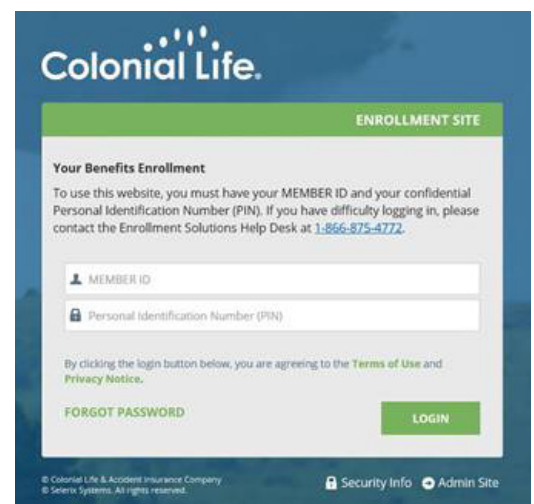 Colonial Life.
ENROLLMENT SITE
Your Benefits Enrollment
To use this website, you must have your MEMBER ID and your confidential
Personal Identification Number (PIN). If you have difficulty logging in, please
contact the Enrollment Solutions Help Desk at 1-866-875-4772.
MEMBER ID
Personal Identification Number (PIN)
By clicking the login button below, you are agreeing to the Terms of Use and
Privacy Notice.
FORGOT PASSWORD
LOGIN
© Colonial Life & Accident Insurance Company
© Selerix Systems. All rights reserved.
Security Info
Admin Site